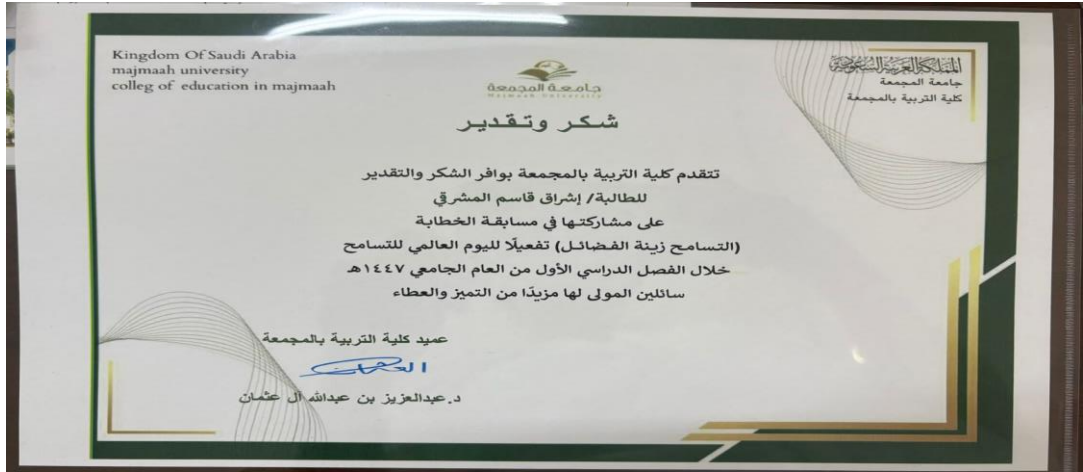 Kingdom Of Saudi Arabia
majmaah university
colleg of education in majmaah
المملكة العربية السعودية
جامعة المجمعة
كلية التربية بالمجمعة
جامعة المجمعة
Majmaah University
شكر وتقدير
تتقدم كلية التربية بالمجمعة بوافر الشكر والتقدير
للطالبة/ إشراق قاسم المشرقي
على مشاركتها في مسابقة الخطابة
(التسامح زينة الفضائل) تفعيلًا لليوم العالمي للتسامح
خلال الفصل الدراسي الأول من العام الجامعي ١٤٤٧هـ
سائلين المولى لها مزيدًا من التميز والعطاء
عميد كلية التربية بالمجمعة
د.عبدالعزيز بن عبدالله آل عثمان